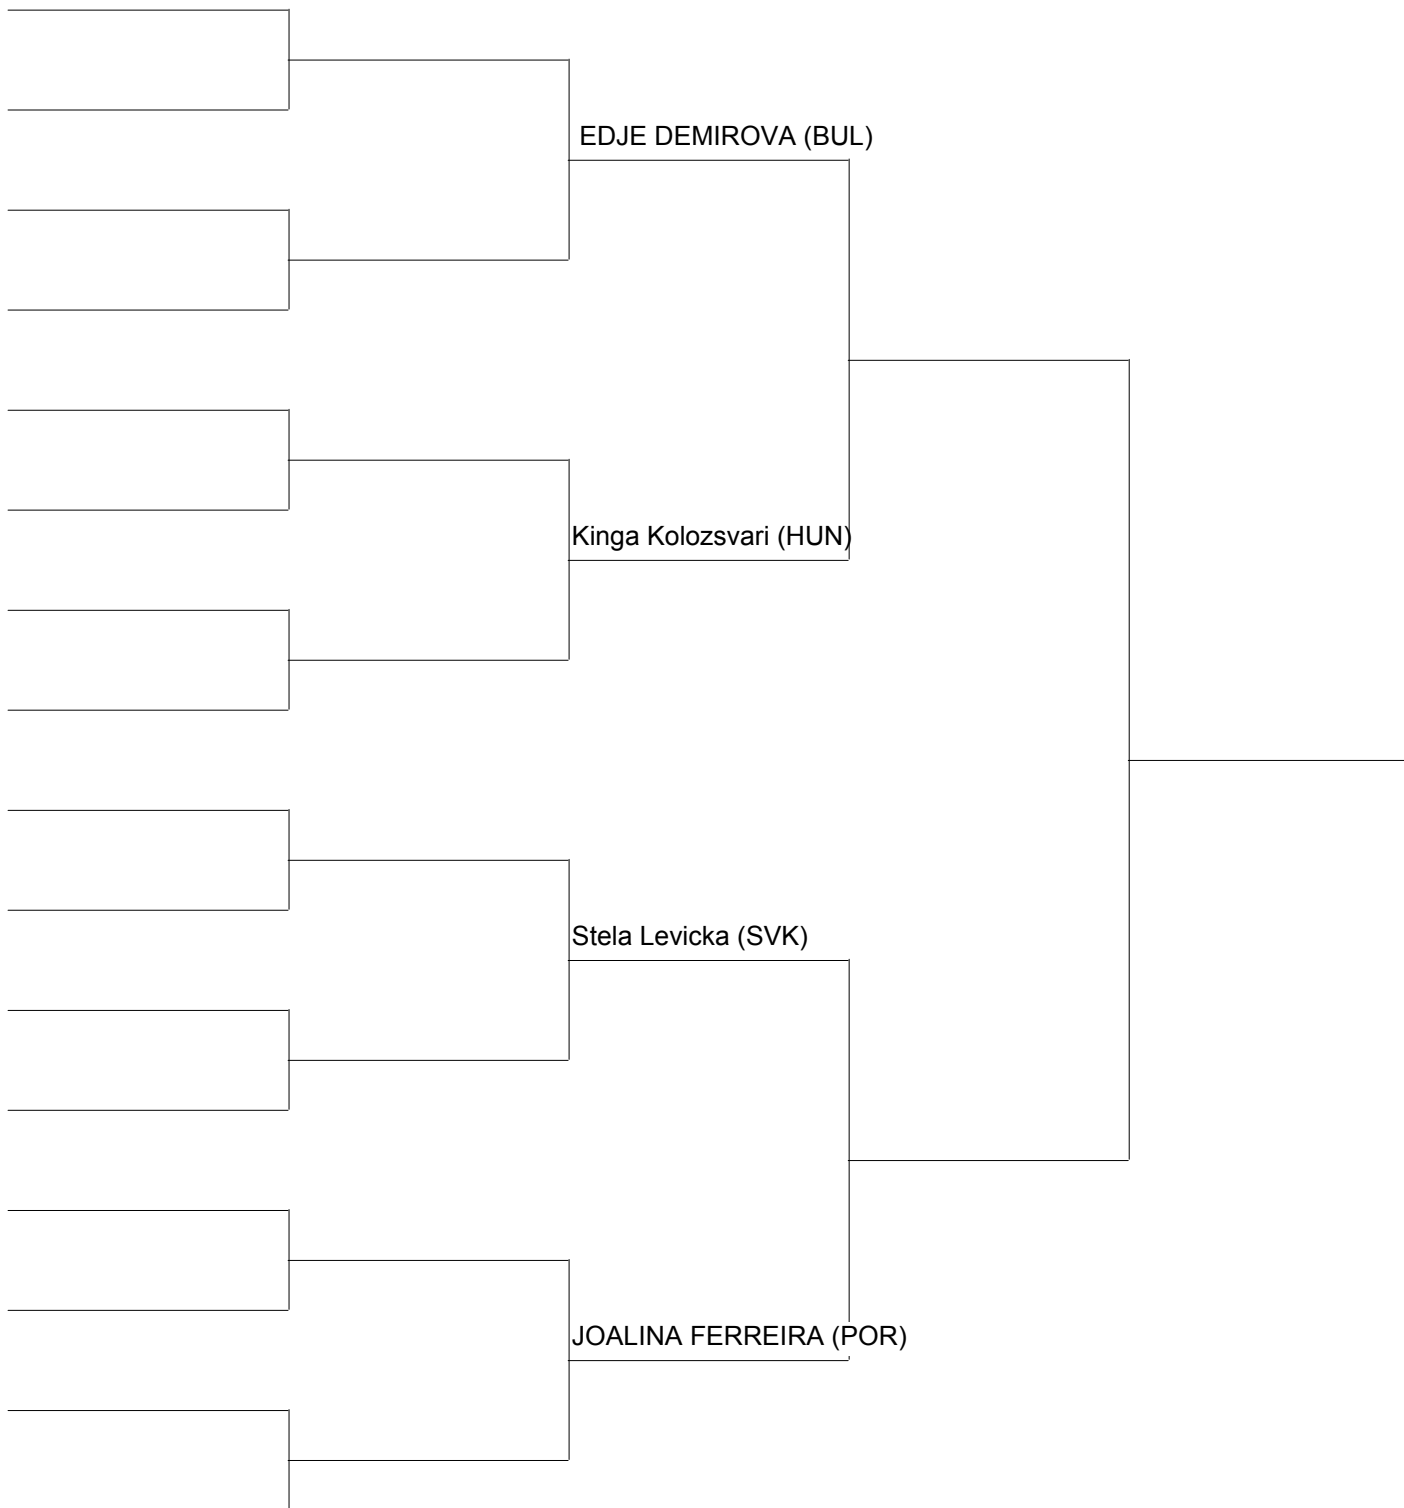 EDJE DEMIROVA (BUL)
Kinga Kolozsvari (HUN)
Stela Levicka (SVK)
JOALINA FERREIRA (POR)